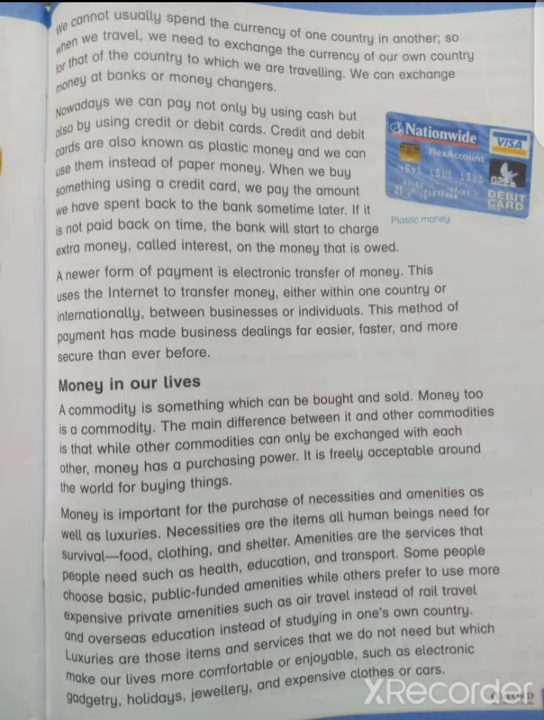 We cannot usually spend the currency of one country in another; so
when we travel, we need to exchange the currency of our own country
for that of the country to which we are travelling. We can exchange
money at banks or money changers.
Nowadays we can pay not only by using cash but
also by using credit or debit cards. Credit and debit
cards are also known as plastic money and we can
use them instead of paper money. When we buy
something using a credit card, we pay the amount
we have spent back to the bank sometime later. If it
is not paid back on time, the bank will start to charge
extra money, called interest, on the money that is owed.
Nationwide
VISA
FlexAccount
DEBIT
CARD
Plastic money
A newer form of payment is electronic transfer of money. This
uses the Internet to transfer money, either within one country or
internationally, between businesses or individuals. This method of
payment has made business dealings far easier, faster, and more
secure than ever before.
Money in our lives
A commodity is something which can be bought and sold. Money too
is a commodity. The main difference between it and other commodities
is that while other commodities can only be exchanged with each
other, money has a purchasing power. It is freely acceptable around
the world for buying things.
Money is important for the purchase of necessities and amenities as
well as luxuries. Necessities are the items all human beings need for
survival—food, clothing, and shelter. Amenities are the services that
people need such as health, education, and transport. Some people
choose basic, public-funded amenities while others prefer to use more
expensive private amenities such as air travel instead of rail travel
and overseas education instead of studying in one's own country.
Luxuries are those items and services that we do not need but which
make our lives more comfortable or enjoyable, such as electronic
gadgetry, holidays, jewellery, and expensive clothes or cars.
XRecorder